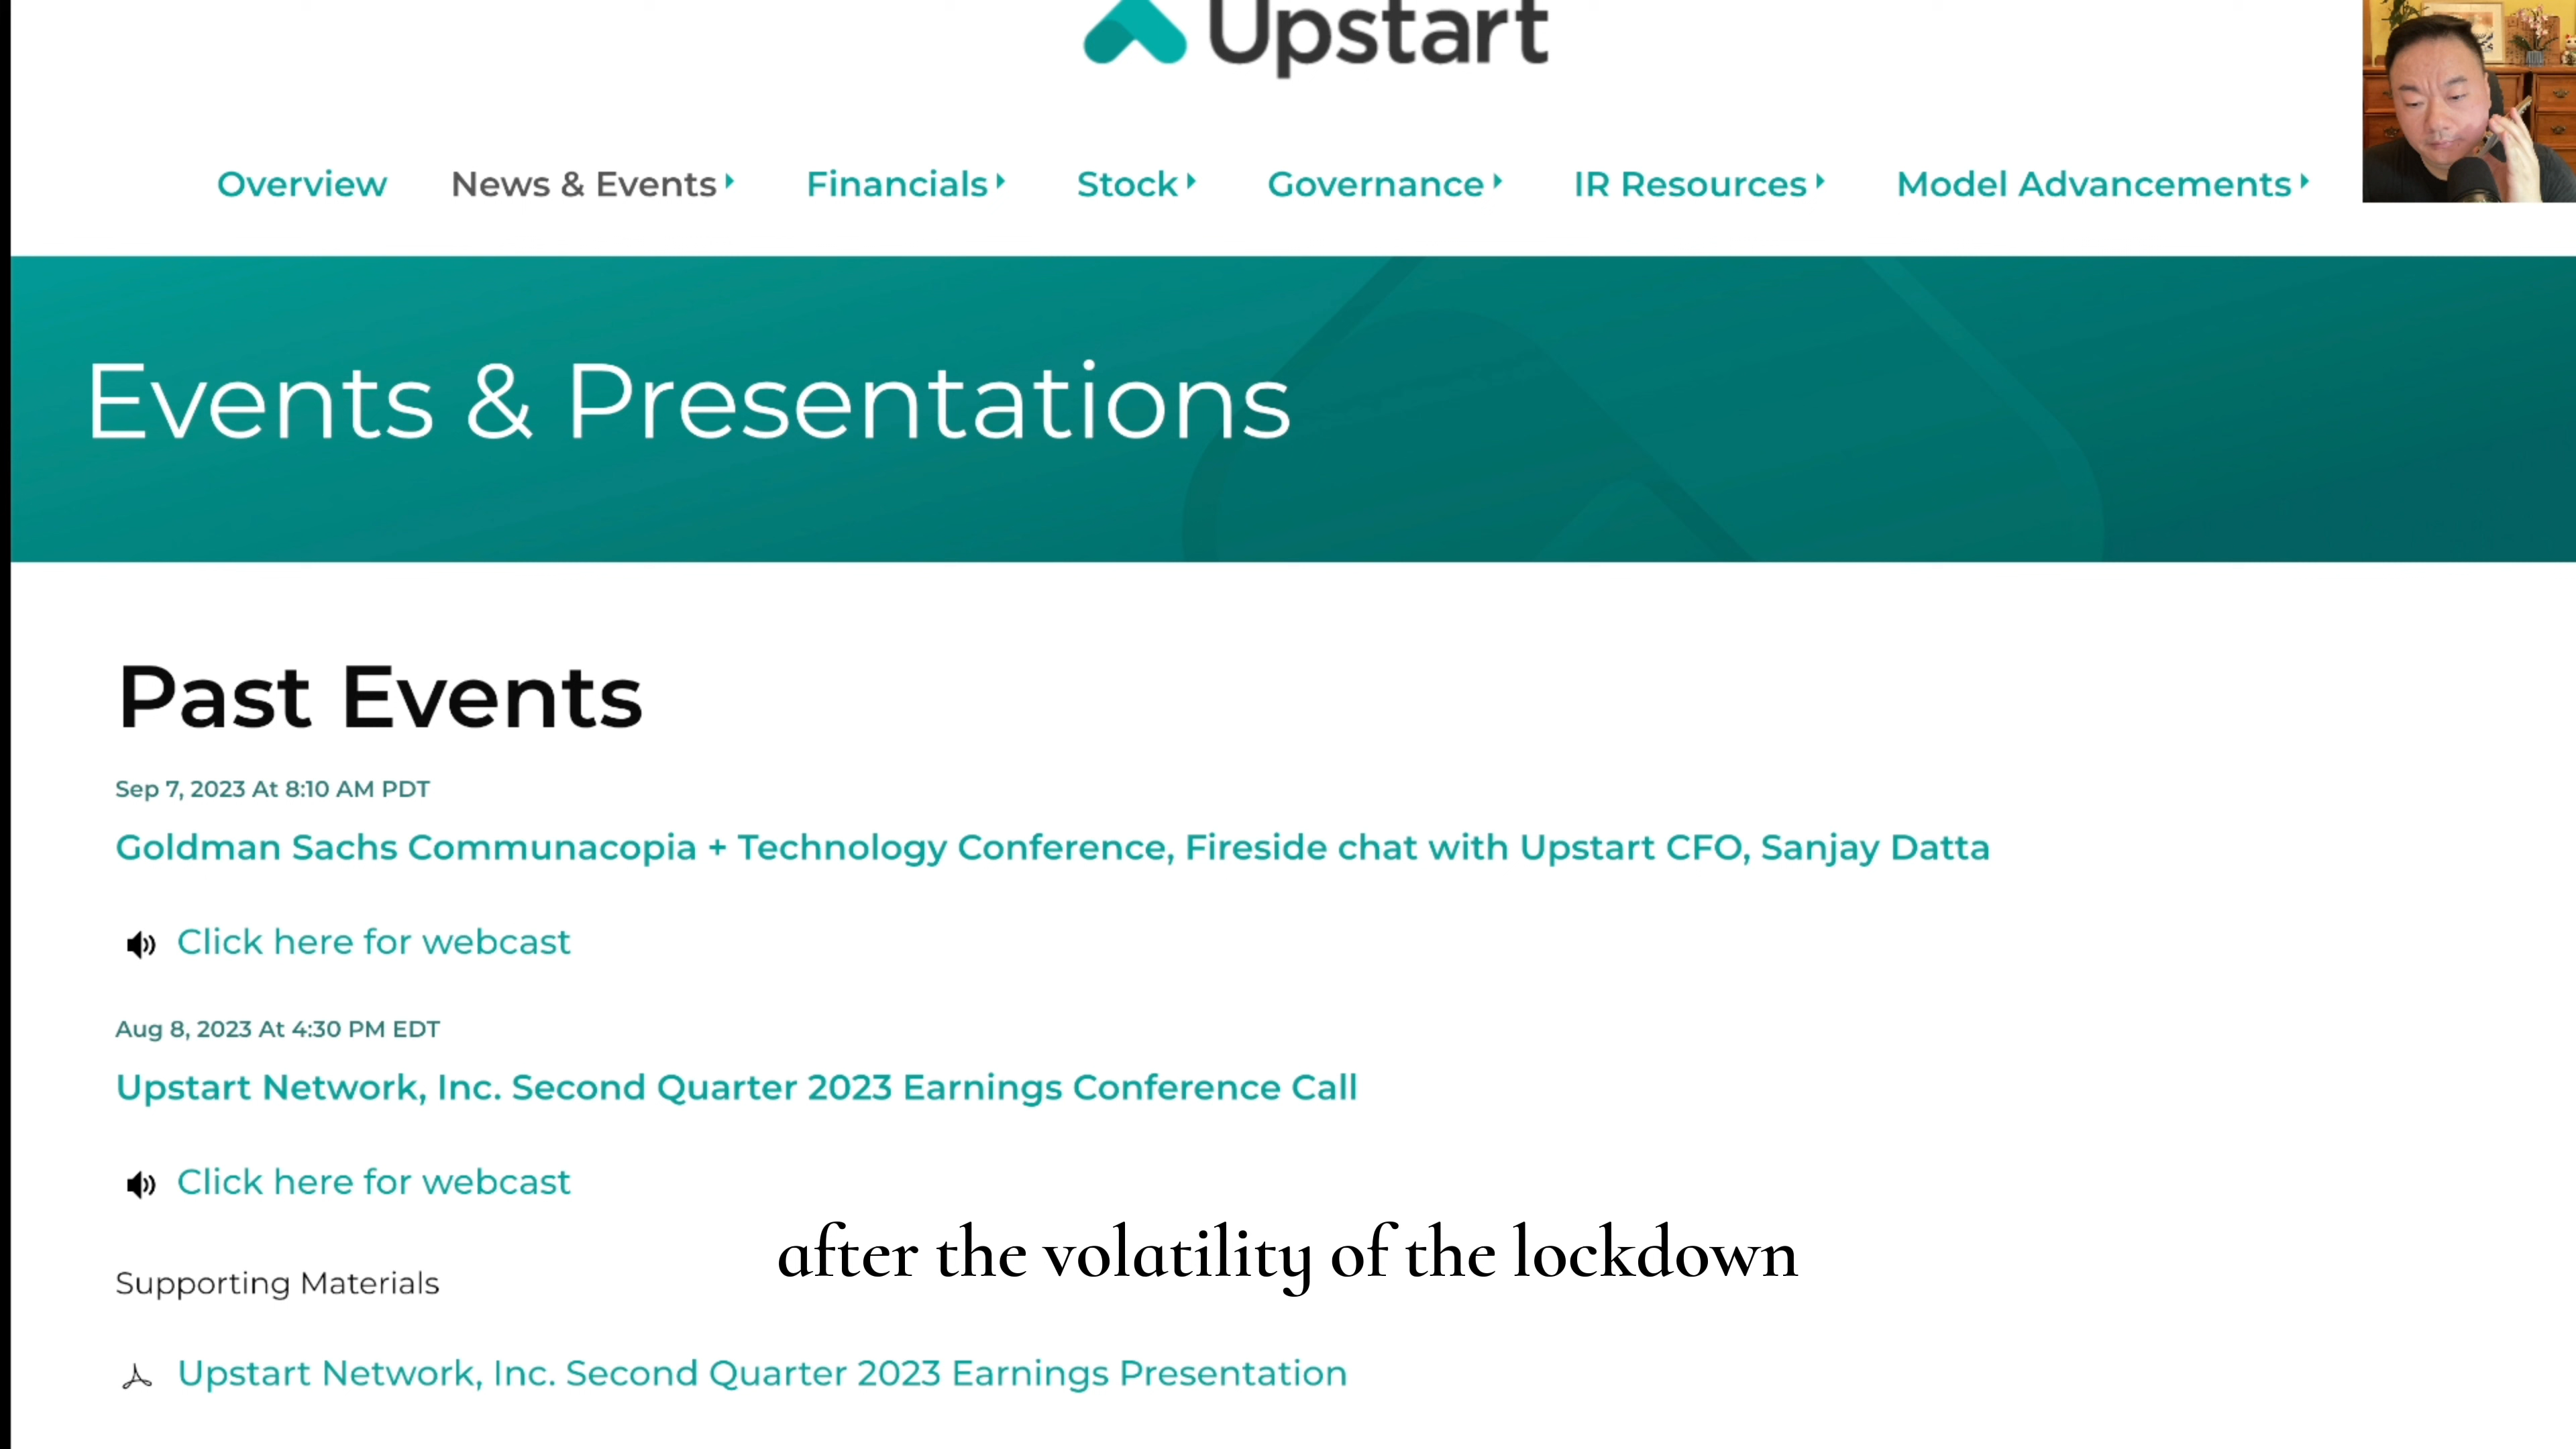 Upstart
Overview News & Events Financials Stock Governance IR Resources Model Advancements
Events & Presentations
Past Events
Sep 7, 2023 At 8:10 AM PDT
Goldman Sachs Communacopia + Technology Conference, Fireside chat with Upstart CFO, Sanjay Datta
Click here for webcast
Aug 8, 2023 At 4:30 PM EDT
Upstart Network, Inc. Second Quarter 2023 Earnings Conference Call
Click here for webcast
after the volatility of the lockdown
Supporting Materials
Upstart Network, Inc. Second Quarter 2023 Earnings Presentation